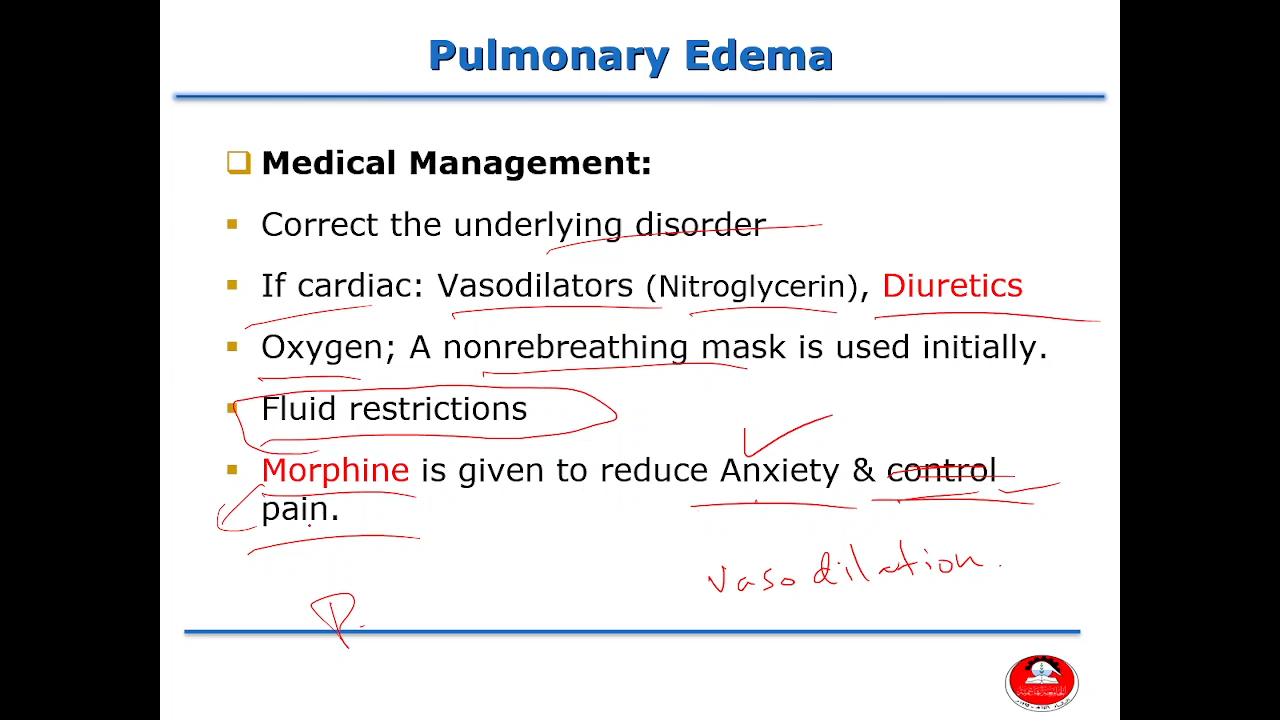 Pulmonary Edema
Medical Management:
Correct the underlying disorder
If cardiac: Vasodilators (Nitroglycerin), Diuretics
Oxygen; A nonrebreathing mask is used initially.
Fluid restrictions
Morphine is given to reduce Anxiety & control
pain.
vasodilation.
P.